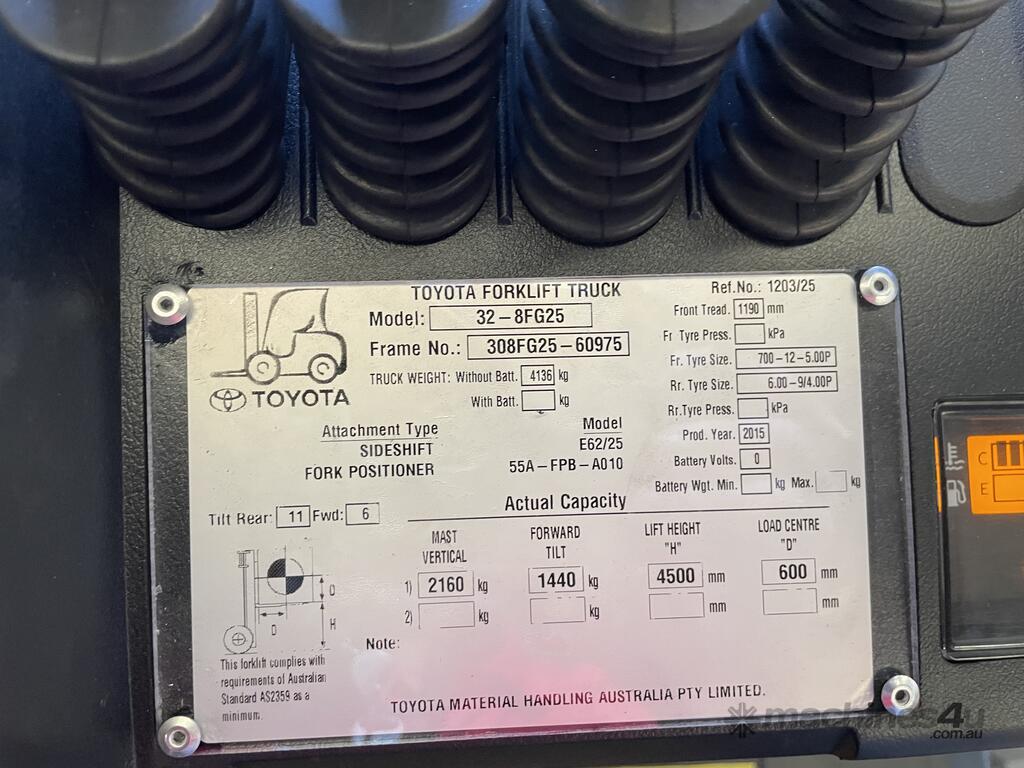 TOYOTA FORKLIFT TRUCK
Model: 32-8FG25
Frame No.: 308FG25-60975
TRUCK WEIGHT: Without Batt. 4136 kg
With Batt. kg
TOYOTA
Attachment Type Model
SIDESHIFT E62/25
FORK POSITIONER 55A-FPB-A010
Ref.No.: 1203/25
Front Tread. 1190 mm
Fr Tyre Press. kPa
Fr. Tyre Size. 700-12-5.00P
Rr. Tyre Size. 6.00-9/4.00P
Rr.Tyre Press. kPa
Prod. Year. 2015
Battery Volts. 0
Battery Wgt. Min. kg Max. kg
Tilt Rear: 11 Fwd: 6
Actual Capacity
MAST VERTICAL
FORWARD TILT
LIFT HEIGHT "H"
LOAD CENTRE "D"
1) 2160 kg 1440 kg 4500 mm 600 mm
2) kg kg mm mm
D
H
D
Note:
This forklift complies with
requirements of Australian
Standard AS2359 as a
minimum.
TOYOTA MATERIAL HANDLING AUSTRALIA PTY LIMITED.
C
E
machines4u
.com.au